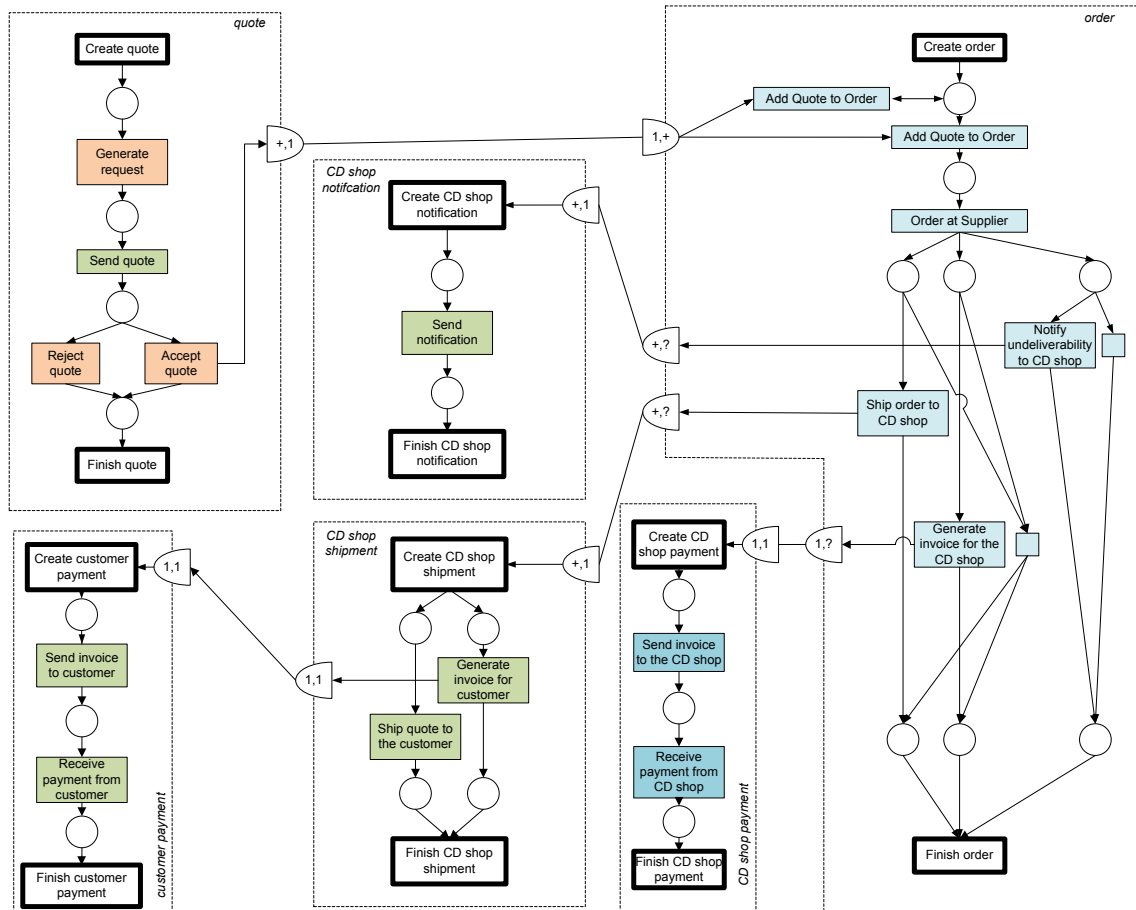 quote
Create quote
Generate
request
Send quote
Reject
quote
Accept
quote
Finish quote
+,1
1,+
order
Create order
Add Quote to Order
Add Quote to Order
Order at Supplier
Notify
undeliverability
to CD shop
Ship order to
CD shop
Generate
invoice for the
CD shop
Finish order
CD shop
notifcation
Create CD shop
notification
+,1
Send
notification
Finish CD shop
notification
+,?
+,?
CD shop
shipment
Create CD shop
shipment
+,1
Generate
invoice for
customer
Ship quote to
the customer
Finish CD shop
shipment
1,1
Create CD
shop payment
1,1
1,?
Send invoice
to the CD shop
Receive
payment from
CD shop
Finish CD shop
payment
CD shop payment
Create customer
payment
1,1
Send invoice
to customer
Receive
payment from
customer
Finish customer
payment
customer payment